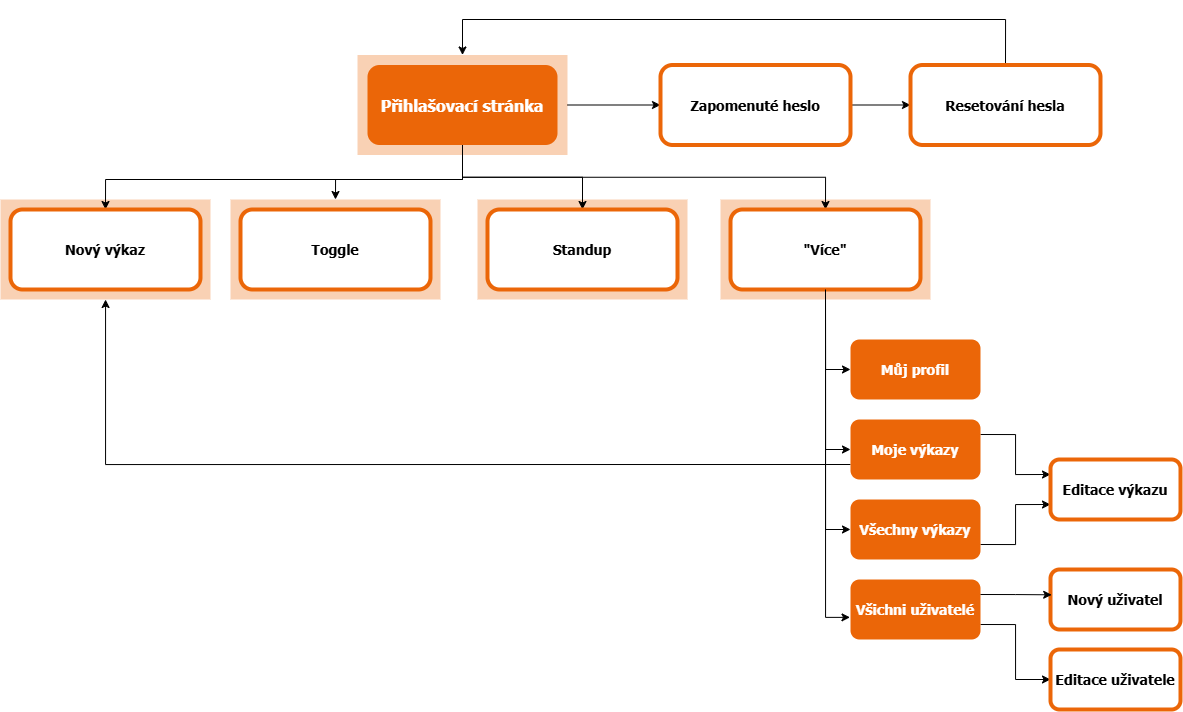 Přihlašovací stránka
Zapomenuté heslo
Resetování hesla
Nový výkaz
Toggle
Standup
"Více"
Můj profil
Moje výkazy
Editace výkazu
Všechny výkazy
Nový uživatel
Všichni uživatelé
Editace uživatele